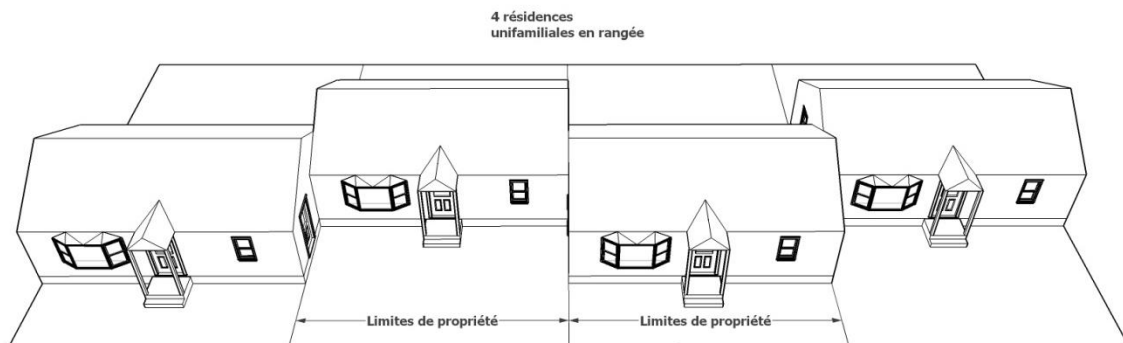 4 résidences
unifamiliales en rangée
Limites de propriété
Limites de propriété